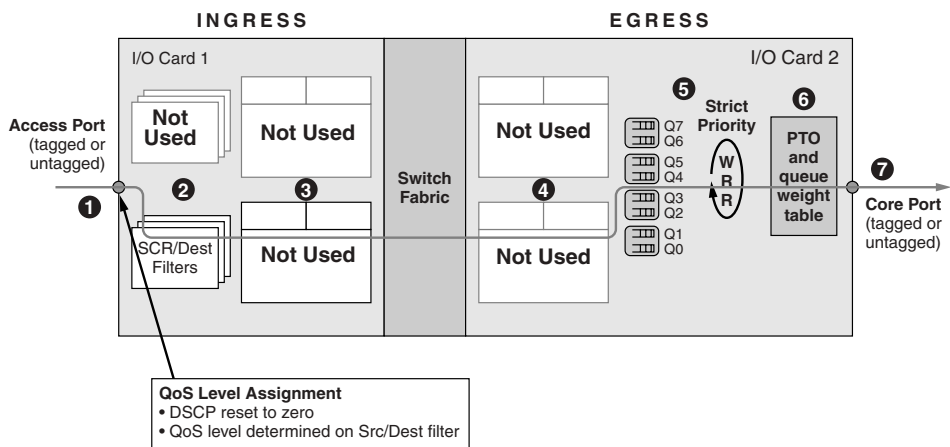 INGRESS
EGRESS
I/O Card 1
I/O Card 2
Not
Used
Not Used
Not Used
5
Strict
Priority
6
Access Port
(tagged or
untagged)
Q7
Q6
Q5
Q4
Q3
Q2
Q1
Q0
W
R
R
PTO
and
queue
weight
table
Switch
Fabric
1
2
3
4
7
Core Port
(tagged or
untagged)
SCR/Dest
Filters
Not Used
Not Used
QoS Level Assignment
• DSCP reset to zero
• QoS level determined on Src/Dest filter